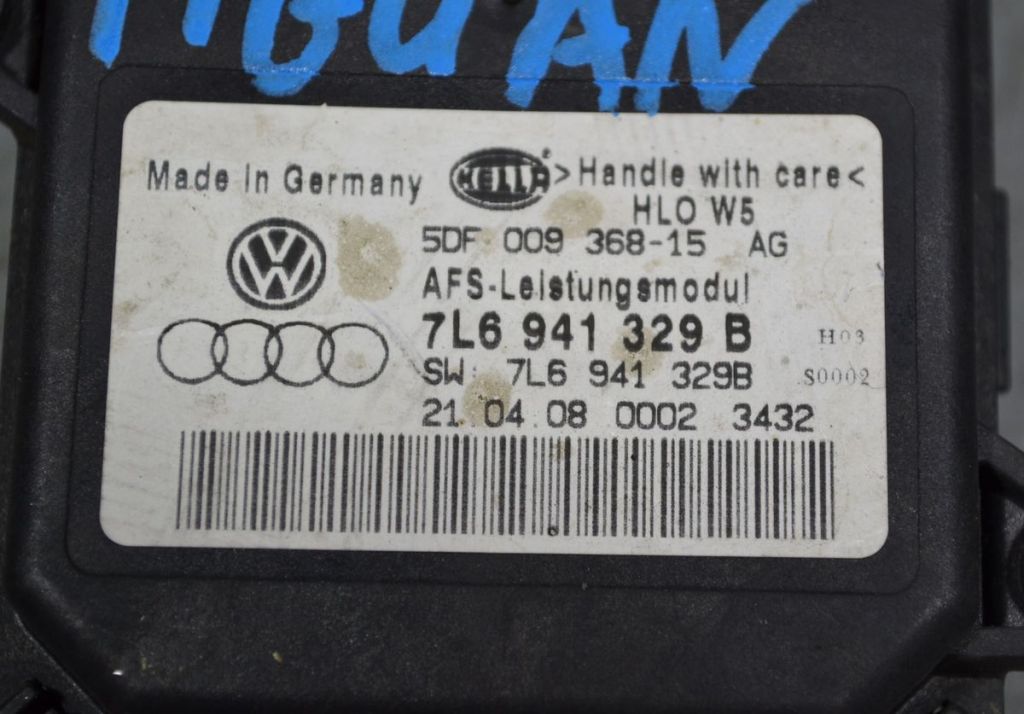 TIGUAN
Made in Germany HELLA >Handle with care<
HLO W5
5DF 009 368-15 AG
AFS-Leistungsmodul
7L6 941 329 B H03
SW: 7L6 941 329B S0002
21.04.08 0002 3432